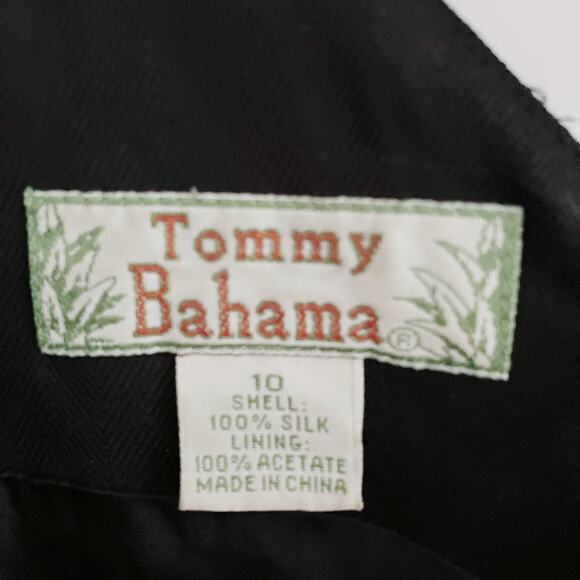 Tommy
Bahama®
10
SHELL:
100% SILK
LINING:
100% ACETATE
MADE IN CHINA